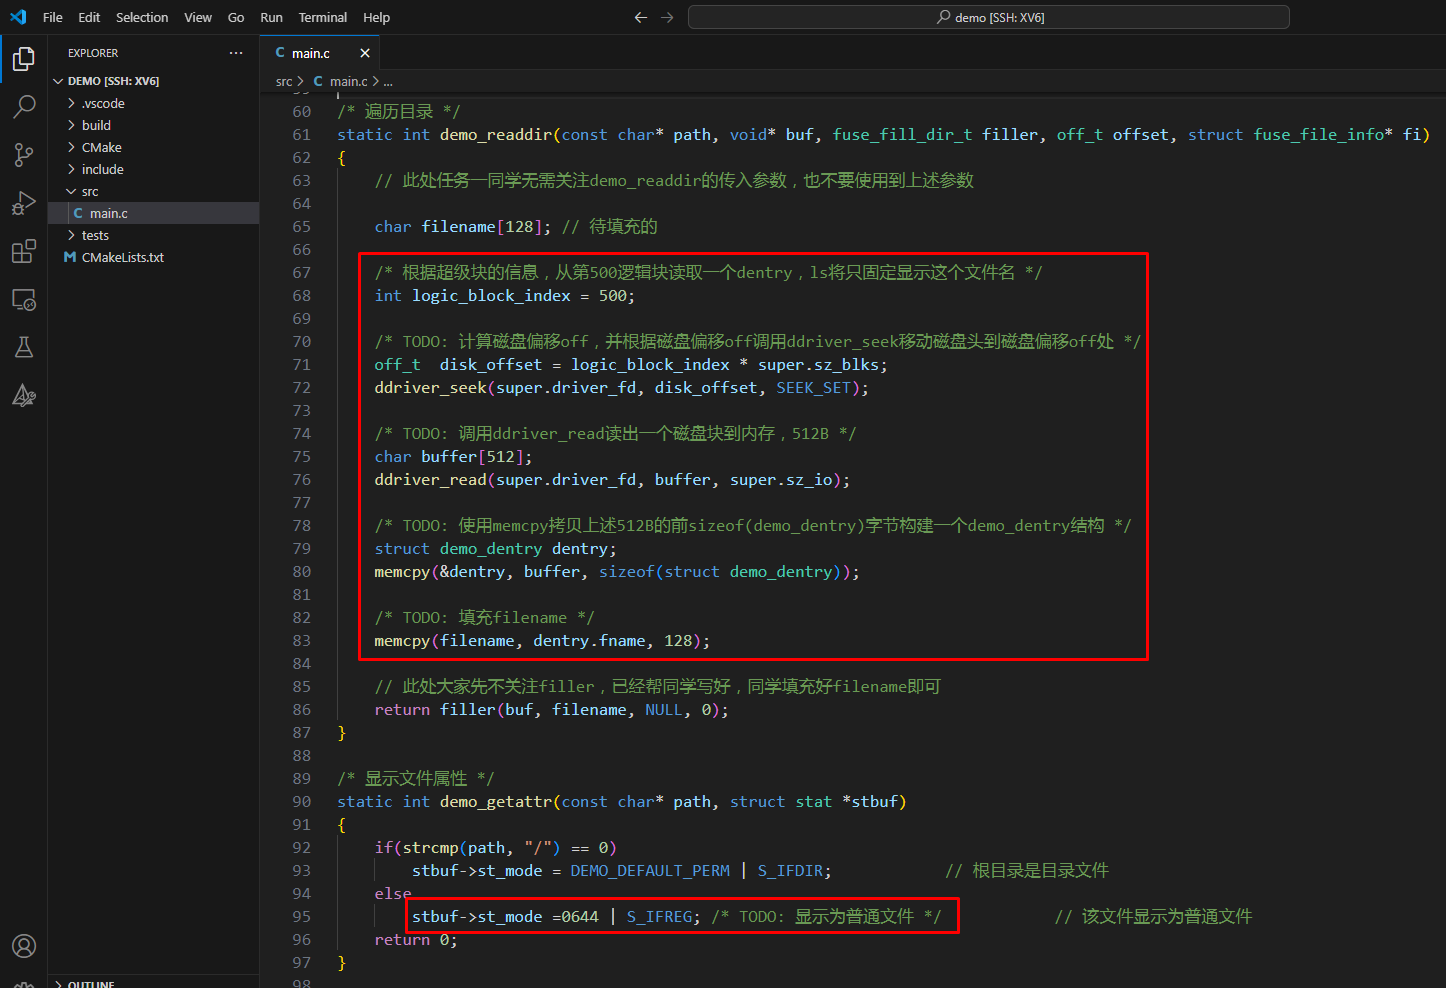 File Edit Selection View Go Run Terminal Help
demo [SSH: XV6]
EXPLORER
DEMO [SSH: XV6]
.vscode
build
CMake
include
src
C main.c
tests
M CMakeLists.txt
OUTLINE
C main.c
src > C main.c > ...
60 /* 遍历目录 */
61 static int demo_readdir(const char* path, void* buf, fuse_fill_dir_t filler, off_t offset, struct fuse_file_info* fi)
62 {
63 // 此处任务一同学无需关注demo_readdir的传入参数，也不要使用到上述参数
64
65 char filename[128]; // 待填充的
66
67 /* 根据超级块的信息，从第500逻辑块读取一个dentry，ls将只固定显示这个文件名 */
68 int logic_block_index = 500;
69
70 /* TODO: 计算磁盘偏移off，并根据磁盘偏移off调用ddriver_seek移动磁盘头到磁盘偏移off处 */
71 off_t  disk_offset = logic_block_index * super.sz_blks;
72 ddriver_seek(super.driver_fd, disk_offset, SEEK_SET);
73
74 /* TODO: 调用ddriver_read读出一个磁盘块到内存，512B */
75 char buffer[512];
76 ddriver_read(super.driver_fd, buffer, super.sz_io);
77
78 /* TODO: 使用memcpy拷贝上述512B的前sizeof(demo_dentry)字节构建一个demo_dentry结构 */
79 struct demo_dentry dentry;
80 memcpy(&dentry, buffer, sizeof(struct demo_dentry));
81
82 /* TODO: 填充filename */
83 memcpy(filename, dentry.fname, 128);
84
85 // 此处大家先不关注filler，已经帮同学写好，同学填充好filename即可
86 return filler(buf, filename, NULL, 0);
87 }
88
89 /* 显示文件属性 */
90 static int demo_getattr(const char* path, struct stat *stbuf)
91 {
92 if(strcmp(path, "/") == 0)
93 stbuf->st_mode = DEMO_DEFAULT_PERM | S_IFDIR; // 根目录是目录文件
94 else
95 stbuf->st_mode =0644 | S_IFREG; /* TODO: 显示为普通文件 */ // 该文件显示为普通文件
96 return 0;
97 }
98